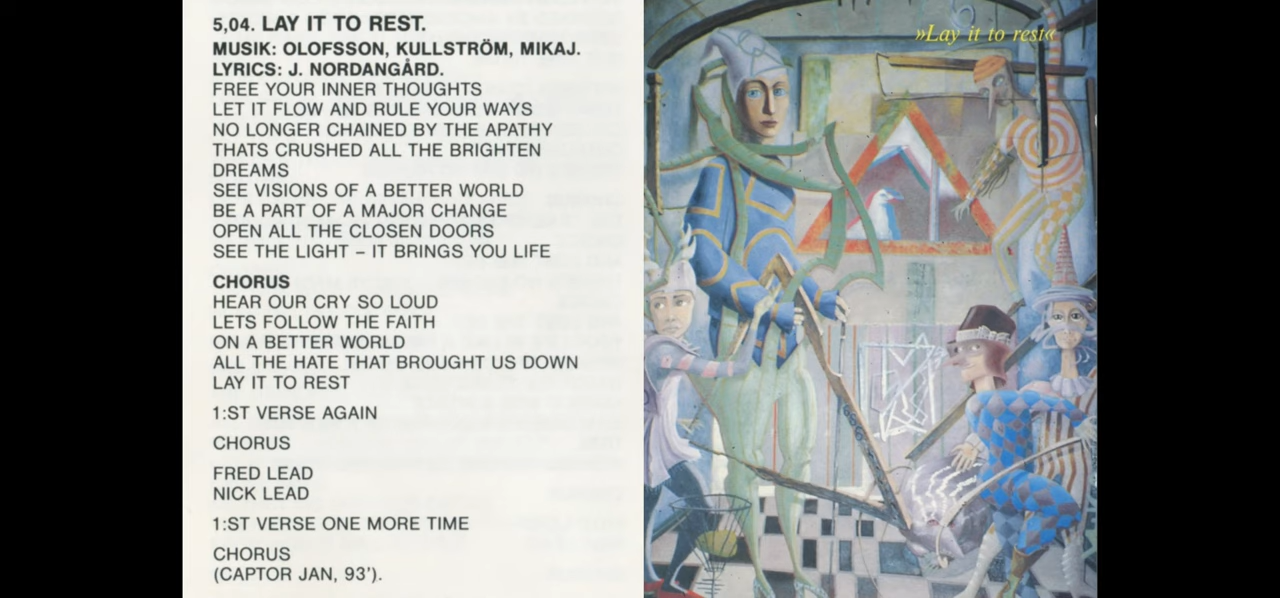 5,04. LAY IT TO REST.
MUSIK: OLOFSSON, KULLSTRÖM, MIKAJ.
LYRICS: J. NORDANGÅRD.
FREE YOUR INNER THOUGHTS
LET IT FLOW AND RULE YOUR WAYS
NO LONGER CHAINED BY THE APATHY
THATS CRUSHED ALL THE BRIGHTEN
DREAMS
SEE VISIONS OF A BETTER WORLD
BE A PART OF A MAJOR CHANGE
OPEN ALL THE CLOSEN DOORS
SEE THE LIGHT – IT BRINGS YOU LIFE
CHORUS
HEAR OUR CRY SO LOUD
LETS FOLLOW THE FAITH
ON A BETTER WORLD
ALL THE HATE THAT BROUGHT US DOWN
LAY IT TO REST
1:ST VERSE AGAIN
CHORUS
FRED LEAD
NICK LEAD
1:ST VERSE ONE MORE TIME
CHORUS
(CAPTOR JAN, 93').
»Lay it to rest«